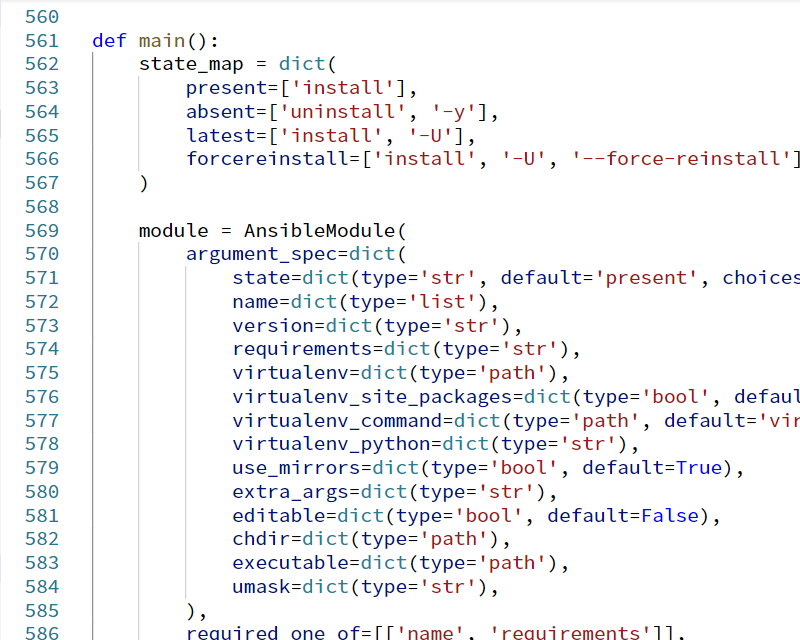 560
561 def main():
562 state_map = dict(
563 present=['install'],
564 absent=['uninstall', '-y'],
565 latest=['install', '-U'],
566 forcereinstall=['install', '-U', '--force-reinstall']
567 )
568
569 module = AnsibleModule(
570 argument_spec=dict(
571 state=dict(type='str', default='present', choices
572 name=dict(type='list'),
573 version=dict(type='str'),
574 requirements=dict(type='str'),
575 virtualenv=dict(type='path'),
576 virtualenv_site_packages=dict(type='bool', defaul
577 virtualenv_command=dict(type='path', default='vir
578 virtualenv_python=dict(type='str'),
579 use_mirrors=dict(type='bool', default=True),
580 extra_args=dict(type='str'),
581 editable=dict(type='bool', default=False),
582 chdir=dict(type='path'),
583 executable=dict(type='path'),
584 umask=dict(type='str'),
585 ),
586 required_one_of=[['name', 'requirements']],